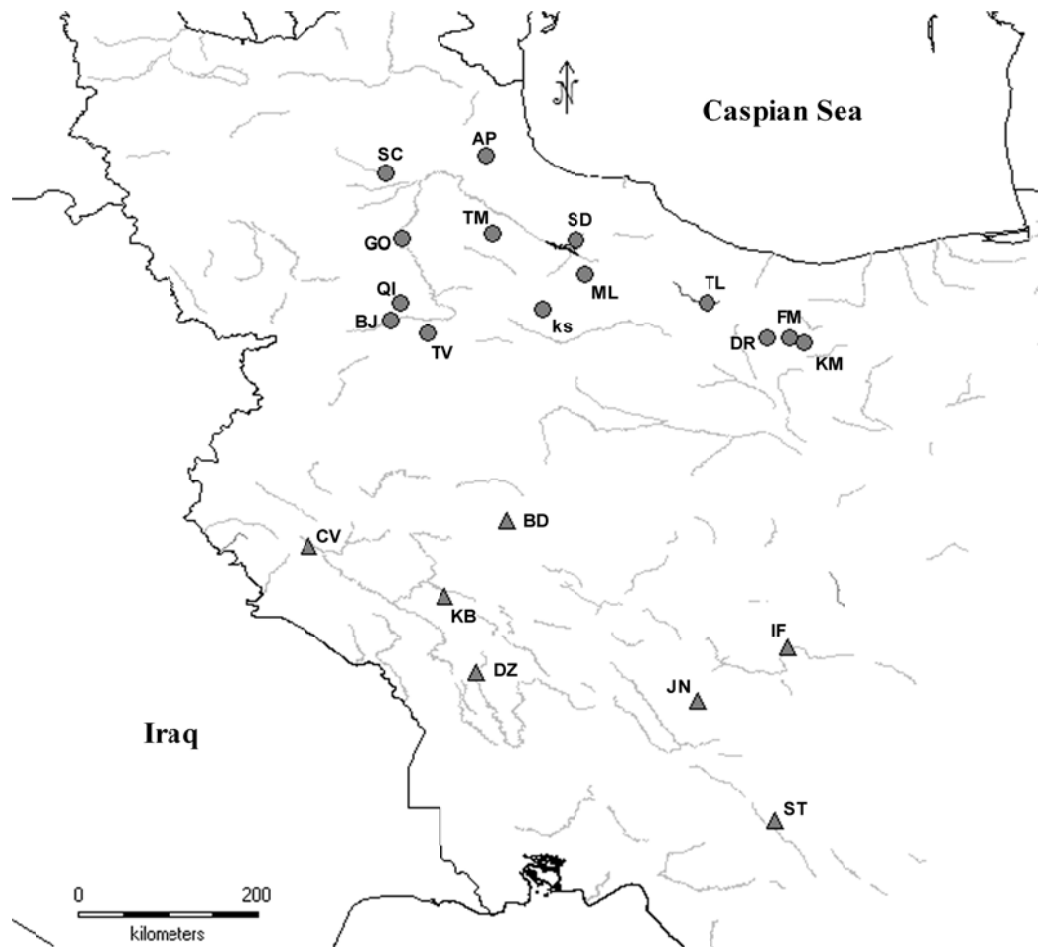 N
Caspian Sea
AP
SC
TM
SD
GO
ML
TL
QI
BJ
ks
FM
TV
DR
KM
BD
CV
KB
IF
DZ
JN
Iraq
ST
0 200
kilometers